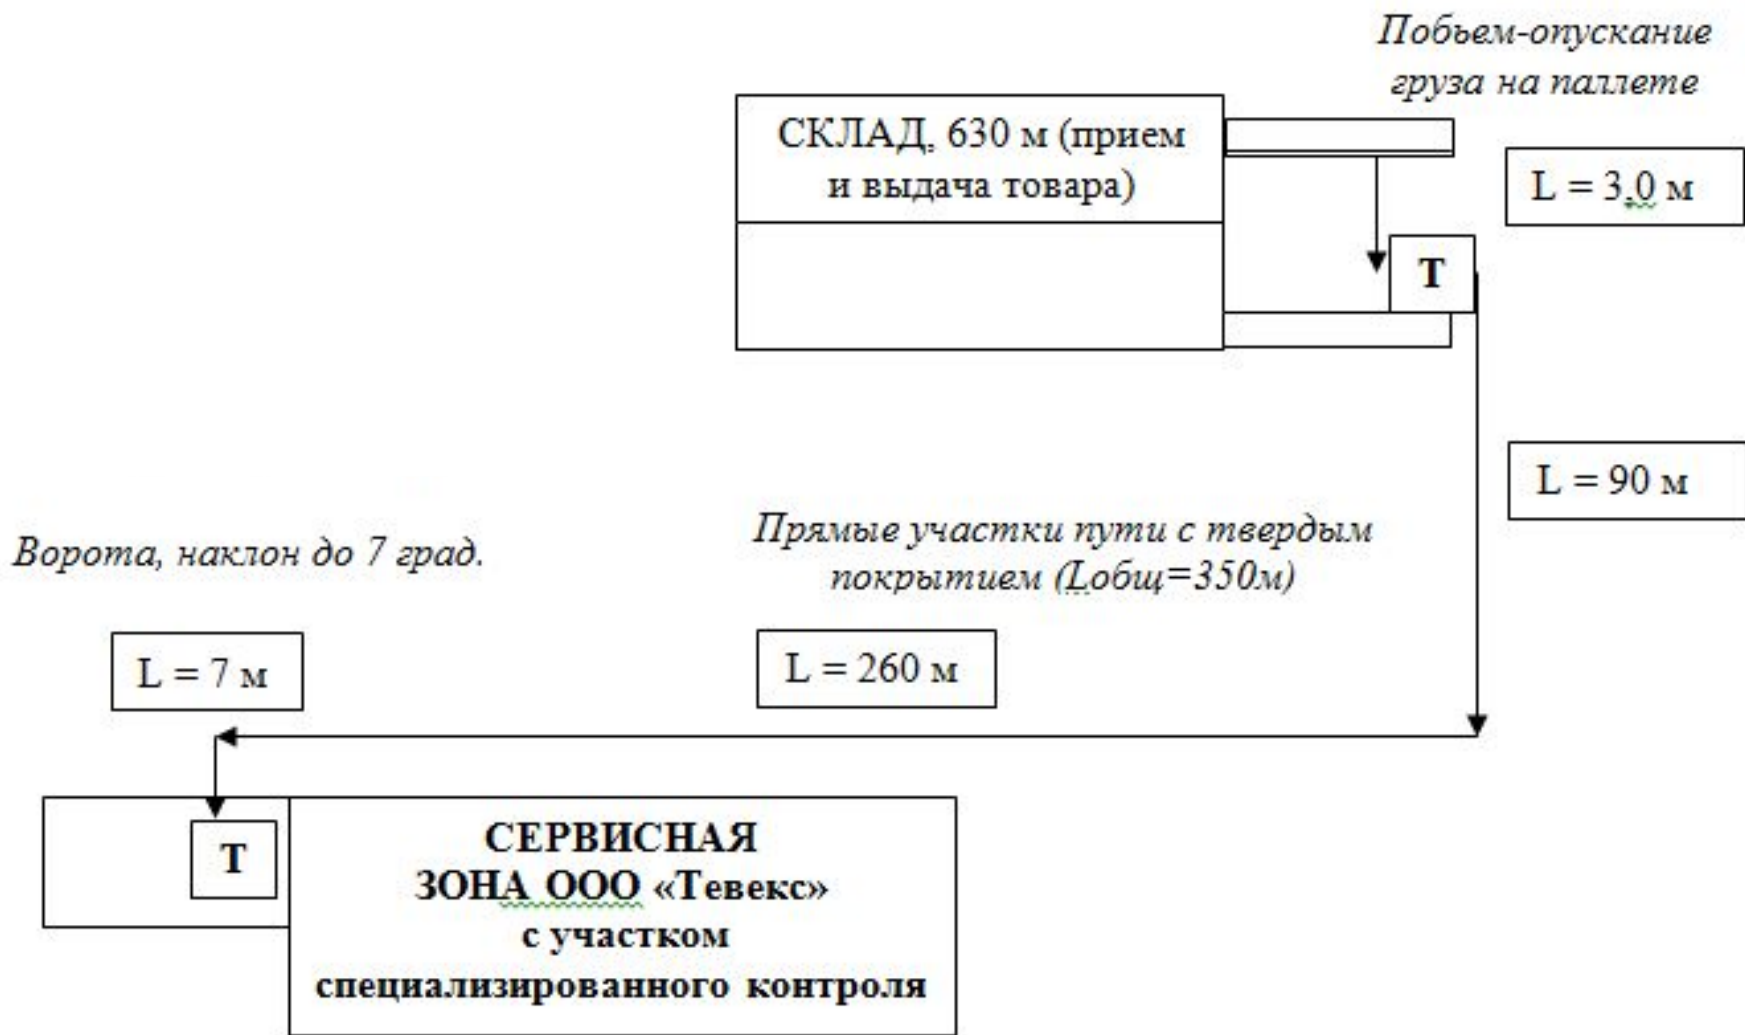 Побьем-опускание
груза на паллете
СКЛАД, 630 м (прием
и выдача товара)
L = 3,0 м
Т
L = 90 м
Прямые участки пути с твердым
покрытием (Lобщ=350м)
Ворота, наклон до 7 град.
L = 7 м
L = 260 м
Т
СЕРВИСНАЯ
ЗОНА ООО «Тевекс»
с участком
специализированного контроля